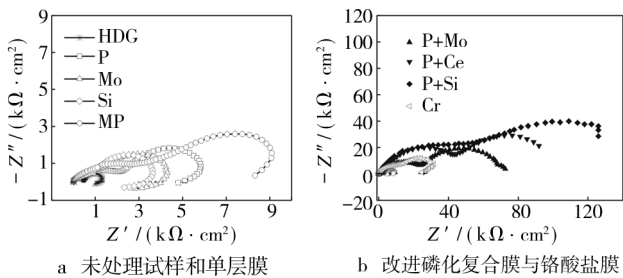 9
7
5
3
1
-1
-Z″/(kΩ·cm²)
HDG
P
Mo
Si
MP
1 3 5 7 9
Z′/(kΩ·cm²)
a 未处理试样和单层膜
120
100
80
60
40
20
0
-20
-Z″/(kΩ·cm²)
P+Mo
P+Ce
P+Si
Cr
0 40 80 120
Z′/(kΩ·cm²)
b 改进磷化复合膜与铬酸盐膜